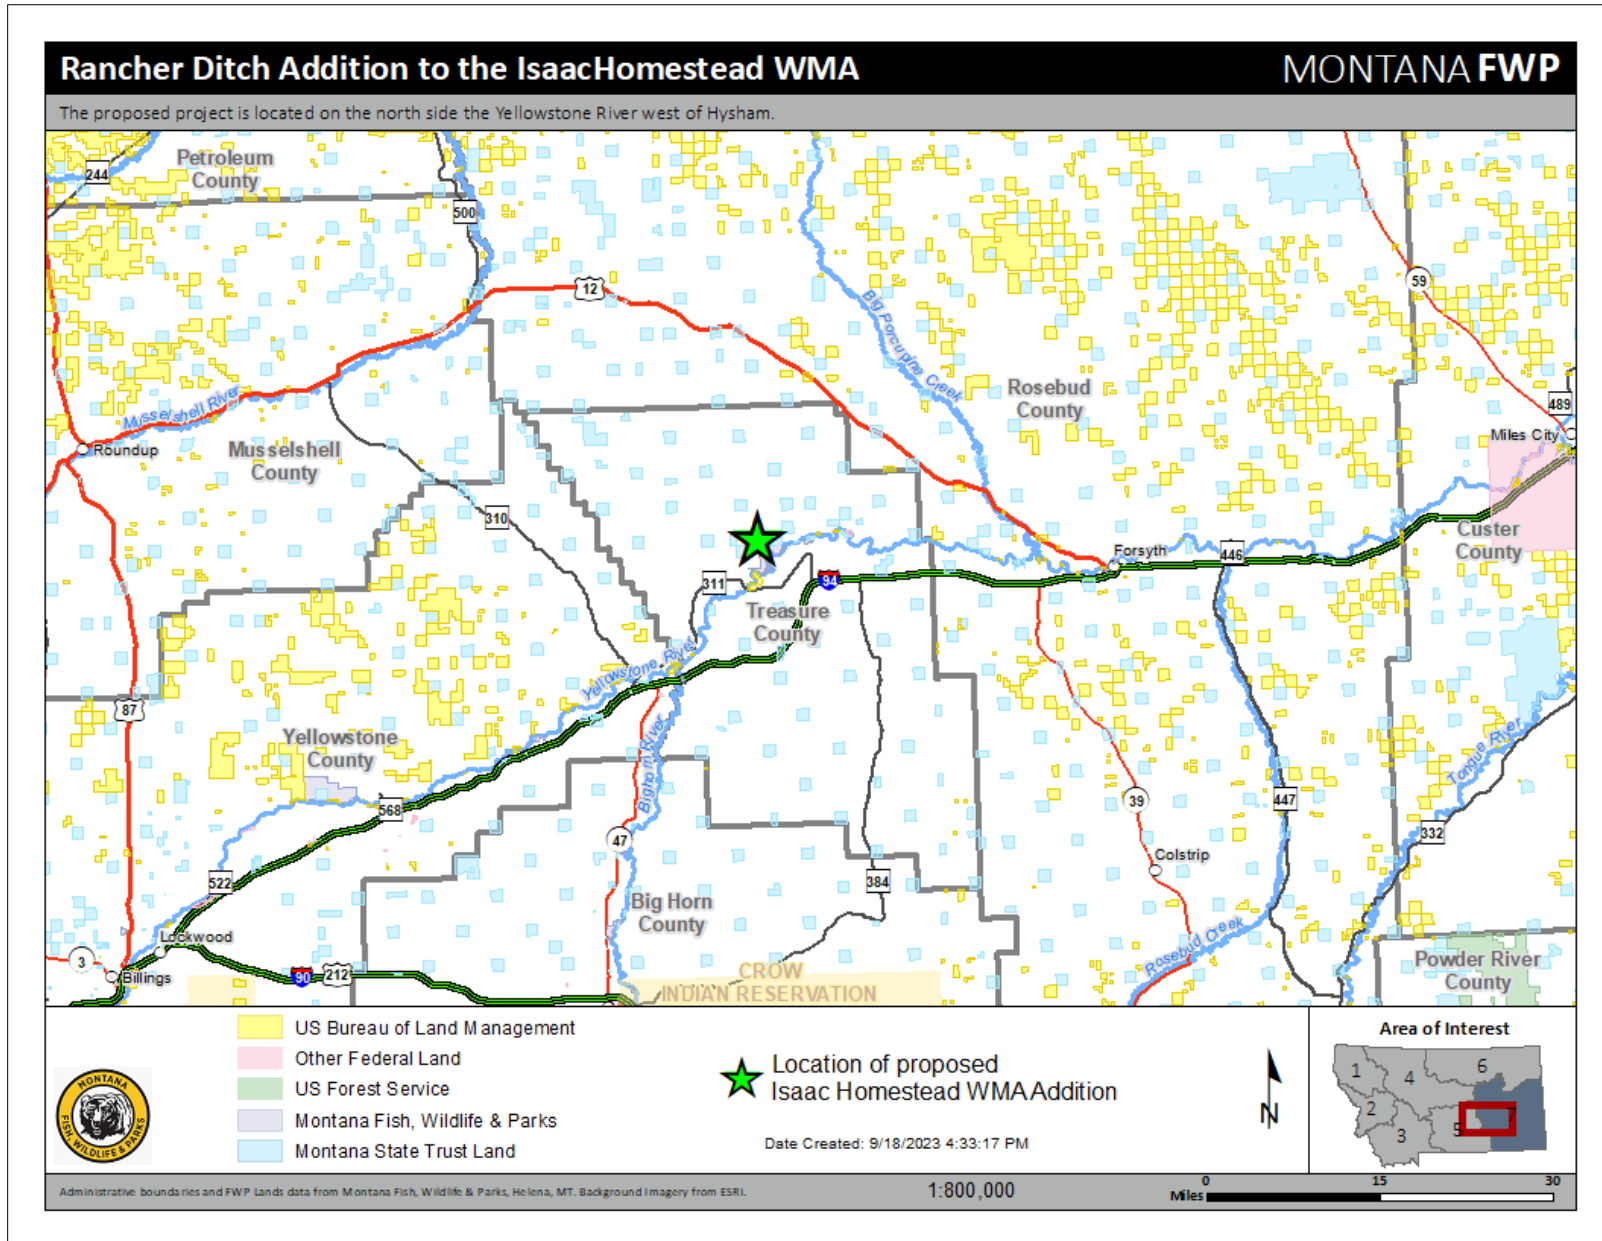 Rancher Ditch Addition to the IsaacHomestead WMA
MONTANA FWP
The proposed project is located on the north side the Yellowstone River west of Hysham.
Petroleum
County
244
500
12
59
Big Porcupine Creek
Rosebud
County
489
Miles City
Musselshell River
Roundup
Musselshell
County
310
Custer
County
Forsyth
446
311
94
Treasure
County
Yellowstone River
87
Yellowstone
County
Bighorn River
Tongue River
568
47
39
447
332
Colstrip
522
384
Big Horn
County
Lockwood
Rosebud Creek
3
Billings
90
212
CROW
INDIAN RESERVATION
Powder River
County
US Bureau of Land Management
Other Federal Land
US Forest Service
Montana Fish, Wildlife & Parks
Montana State Trust Land
MONTANA
FISH, WILDLIFE & PARKS
Location of proposed
Isaac Homestead WMA Addition
Date Created: 9/18/2023 4:33:17 PM
N
Area of Interest
1
2
3
4
5
6
7
Administrative boundaries and FWP Lands data from Montana Fish, Wildlife & Parks, Helena, MT. Background Imagery from ESRI.
1:800,000
Miles
0
15
30